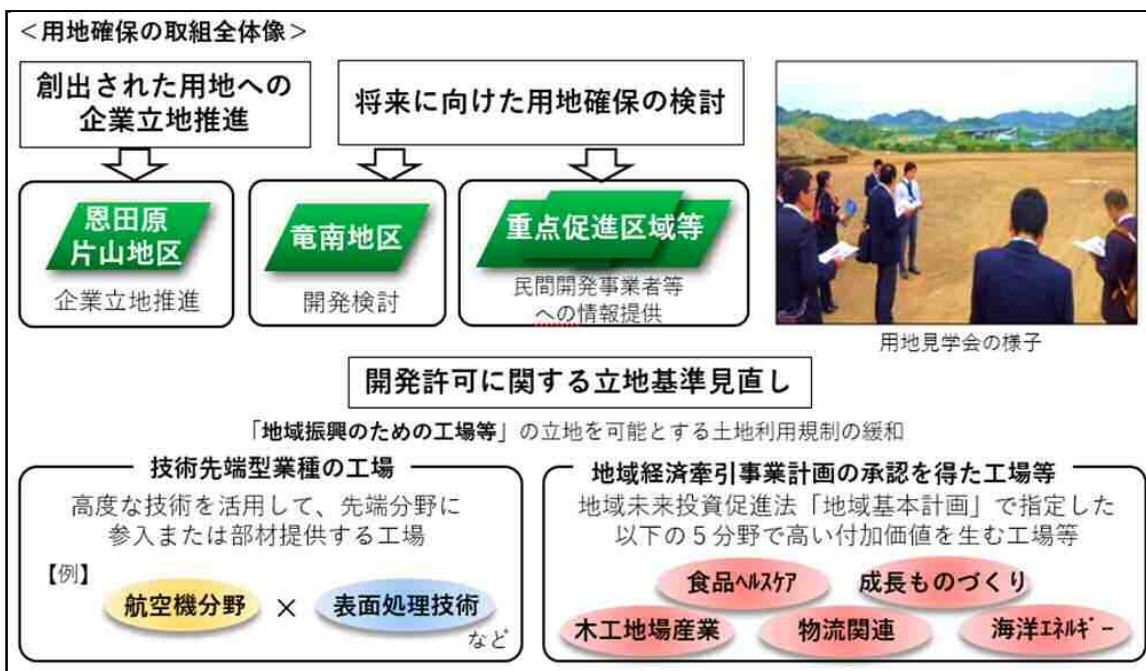 ＜用地確保の取組全体像＞
創出された用地への
企業立地推進
将来に向けた用地確保の検討
恩田原
片山地区
企業立地推進
竜南地区
開発検討
重点促進区域等
民間開発事業者等
への情報提供
用地見学会の様子
開発許可に関する立地基準見直し
「地域振興のための工場等」の立地を可能とする土地利用規制の緩和
技術先端型業種の工場
高度な技術を活用して、先端分野に
参入または部材提供する工場
【例】
航空機分野 × 表面処理技術
など
地域経済牽引事業計画の承認を得た工場等
地域未来投資促進法「地域基本計画」で指定した
以下の５分野で高い付加価値を生む工場等
食品ﾍﾙｽｹｱ 成長ものづくり
木工地場産業 物流関連 海洋ｴﾈﾙｷﾞｰ